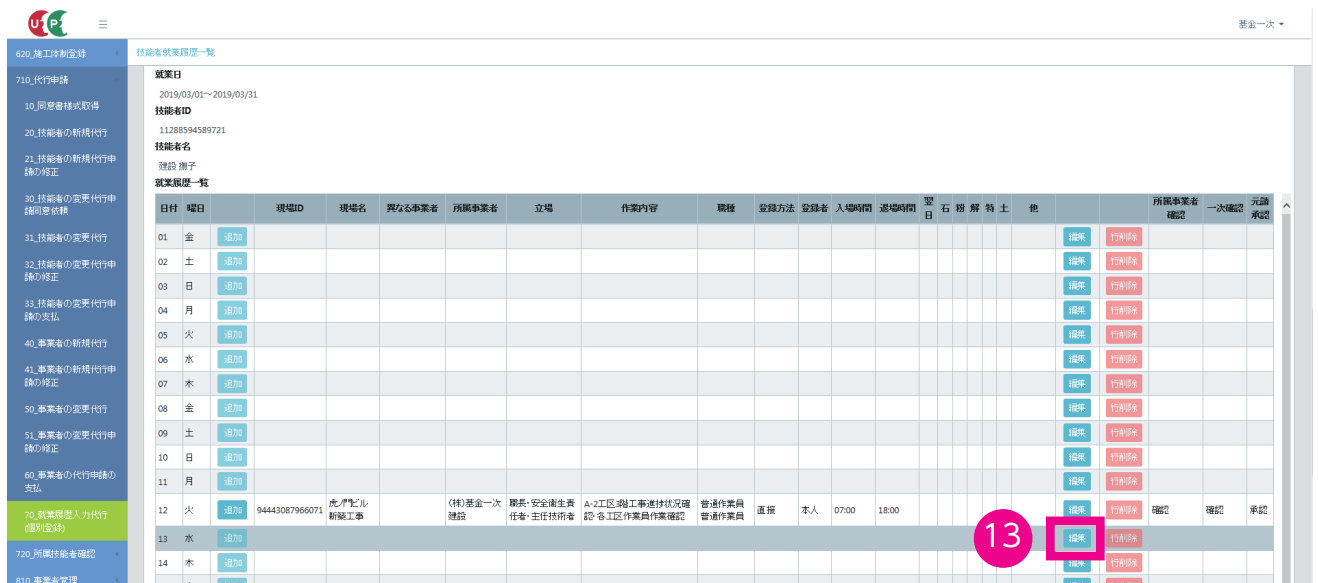 UiPi ☰ 基金一次
620_施工体制登録
710_代行申請
10_同意書様式取得
20_技能者の新規代行
21_技能者の新規代行申
請の修正
30_技能者の変更代行申
請同意依頼
31_技能者の変更代行
32_技能者の変更代行申
請の修正
33_技能者の変更代行申
請の支払
40_事業者の新規代行
41_事業者の新規代行申
請の修正
50_事業者の変更代行
51_事業者の変更代行申
請の修正
60_事業者の代行申請の
支払
70_就業履歴入力代行
(個別登録)
720_所属技能者確認
810_事業者管理
技能者就業履歴一覧
就業日
2019/03/01～2019/03/31
技能者ID
11288594589721
技能者名
建設 撫子
就業履歴一覧
日付 曜日 現場ID 現場名 異なる事業者 所属事業者 立場 作業内容 職種 登録方法 登録者 入場時間 退場時間 翌日 石 粉 解 特 土 他 所属事業者確認 一次確認 元請承認
01 金 追加 編集 行削除
02 土 追加 編集 行削除
03 日 追加 編集 行削除
04 月 追加 編集 行削除
05 火 追加 編集 行削除
06 水 追加 編集 行削除
07 木 追加 編集 行削除
08 金 追加 編集 行削除
09 土 追加 編集 行削除
10 日 追加 編集 行削除
11 月 追加 編集 行削除
12 火 追加 94443087966071 虎ノ門ビル新築工事 (株)基金一次建設 職長・安全衛生責任者・主任技術者 A-2工区3階工事進捗状況確認・各工区作業員作業確認 普通作業員 普通作業員 直接 本人 07:00 18:00 編集 行削除 確認 確認 承認
13 水 追加 13 編集 行削除
14 木 追加 編集 行削除